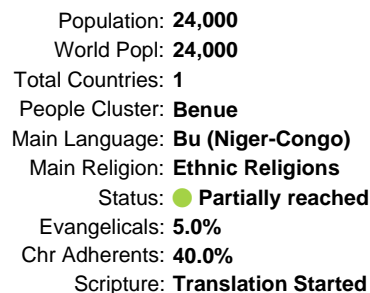 Population: 24,000
World Popl: 24,000
Total Countries: 1
People Cluster: Benue
Main Language: Bu (Niger-Congo)
Main Religion: Ethnic Religions
Status: Partially reached
Evangelicals: 5.0%
Chr Adherents: 40.0%
Scripture: Translation Started